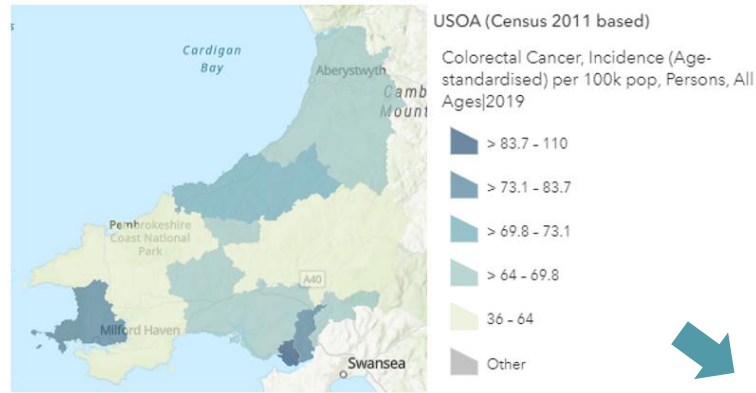 USOA (Census 2011 based)
Colorectal Cancer, Incidence (Age-
standardised) per 100k pop, Persons, All
Ages|2019
> 83.7 - 110
> 73.1 - 83.7
> 69.8 - 73.1
> 64 - 69.8
36 - 64
Other
Cardigan
Bay
Aberystwyth
Camb
Mount
Pembrokeshire
Coast National
Park
A40
Milford Haven
Swansea